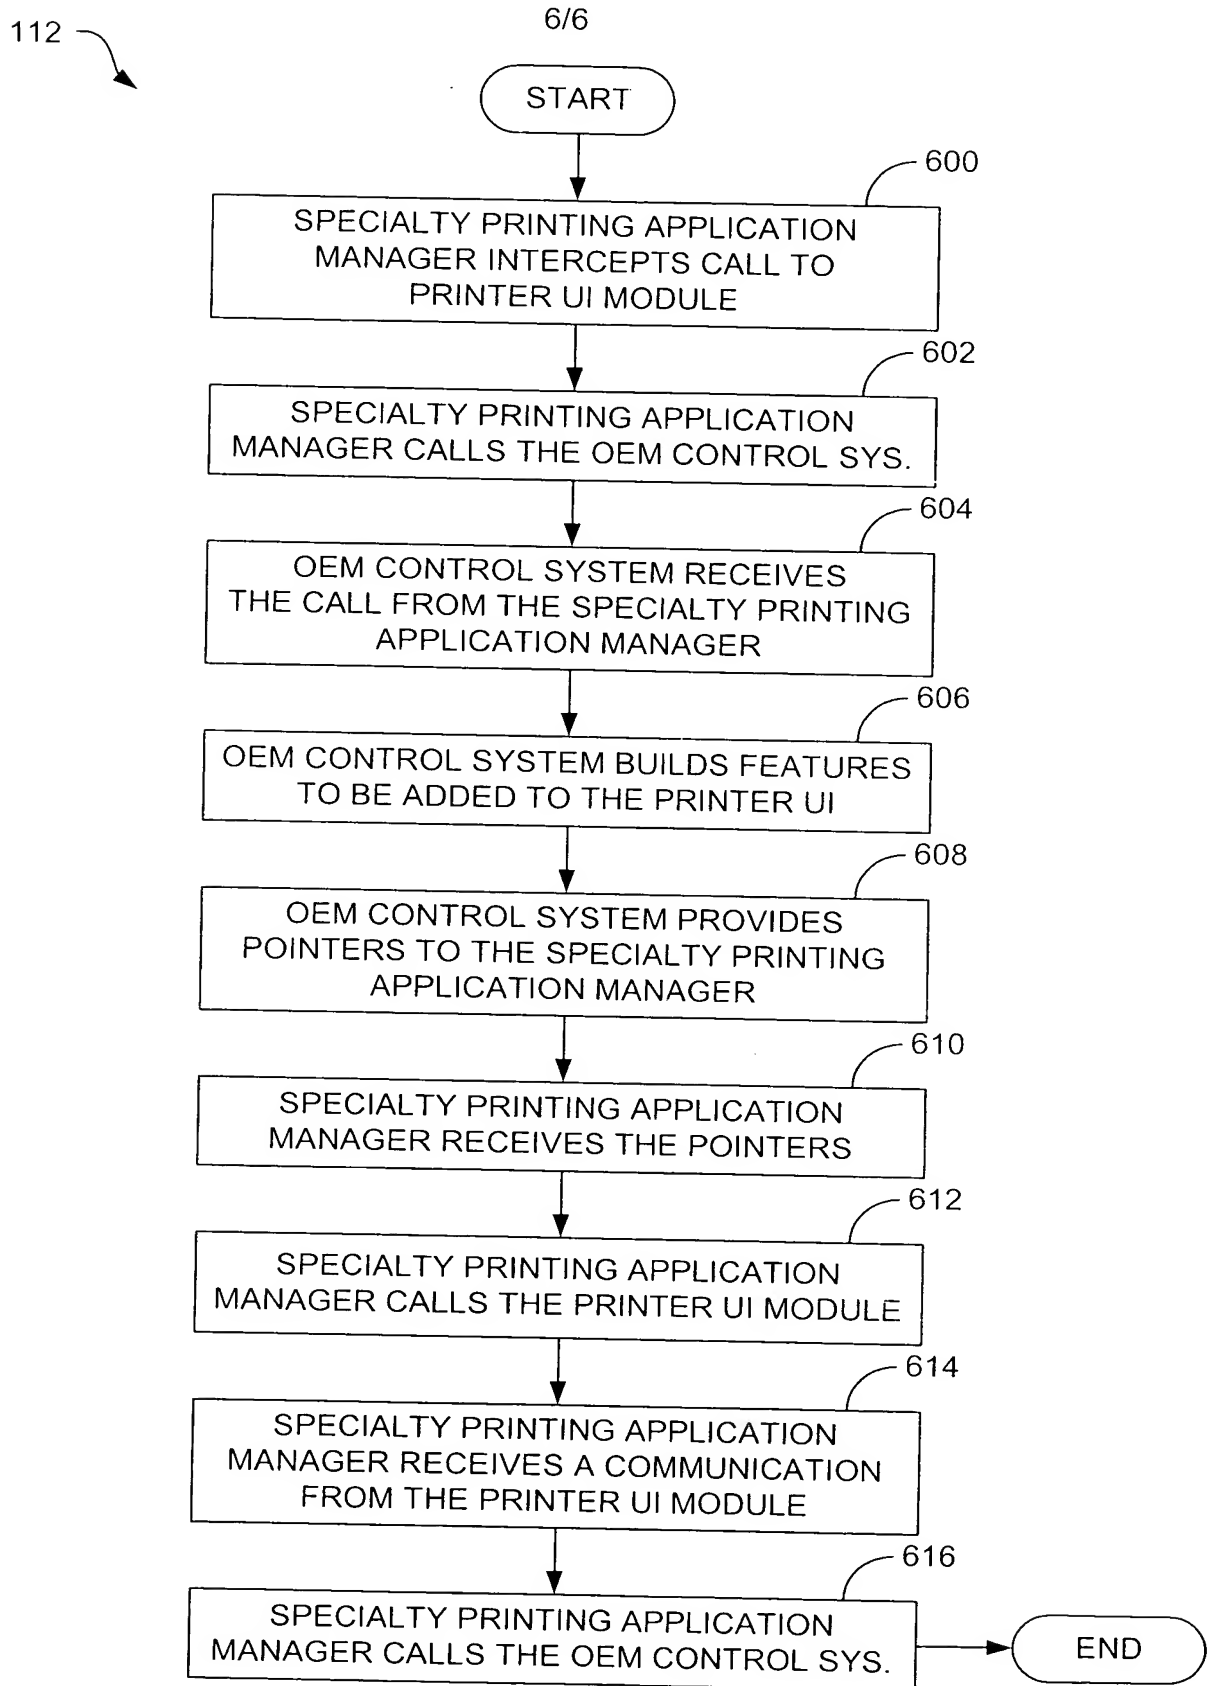 6/6
112
START
600
SPECIALTY PRINTING APPLICATION
MANAGER INTERCEPTS CALL TO
PRINTER UI MODULE
602
SPECIALTY PRINTING APPLICATION
MANAGER CALLS THE OEM CONTROL SYS.
604
OEM CONTROL SYSTEM RECEIVES
THE CALL FROM THE SPECIALTY PRINTING
APPLICATION MANAGER
606
OEM CONTROL SYSTEM BUILDS FEATURES
TO BE ADDED TO THE PRINTER UI
608
OEM CONTROL SYSTEM PROVIDES
POINTERS TO THE SPECIALTY PRINTING
APPLICATION MANAGER
610
SPECIALTY PRINTING APPLICATION
MANAGER RECEIVES THE POINTERS
612
SPECIALTY PRINTING APPLICATION
MANAGER CALLS THE PRINTER UI MODULE
614
SPECIALTY PRINTING APPLICATION
MANAGER RECEIVES A COMMUNICATION
FROM THE PRINTER UI MODULE
616
SPECIALTY PRINTING APPLICATION
MANAGER CALLS THE OEM CONTROL SYS.
END